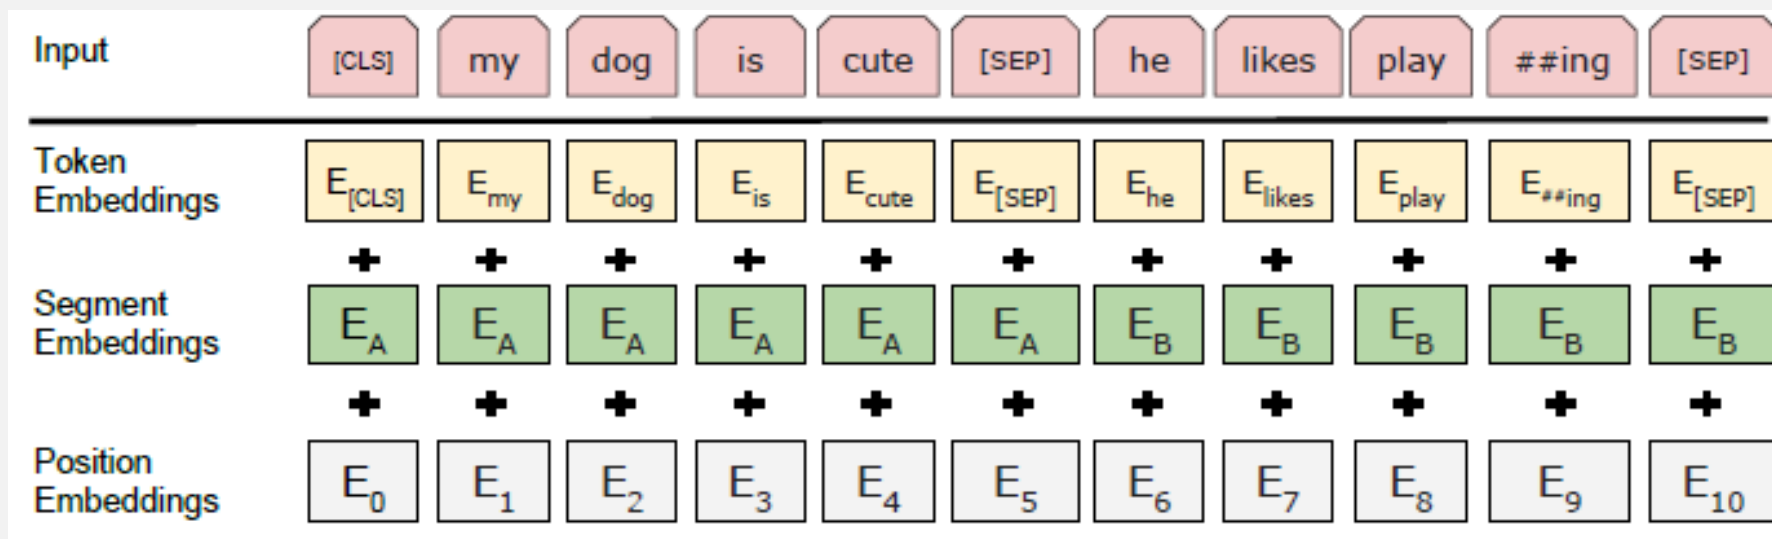 Input [CLS] my dog is cute [SEP] he likes play ##ing [SEP]
Token
Embeddings
E[CLS] Emy Edog Eis Ecute E[SEP] Ehe Elikes Eplay E##ing E[SEP]
+ + + + + + + + + + +
Segment
Embeddings
EA EA EA EA EA EA EB EB EB EB EB
+ + + + + + + + + + +
Position
Embeddings
E0 E1 E2 E3 E4 E5 E6 E7 E8 E9 E10